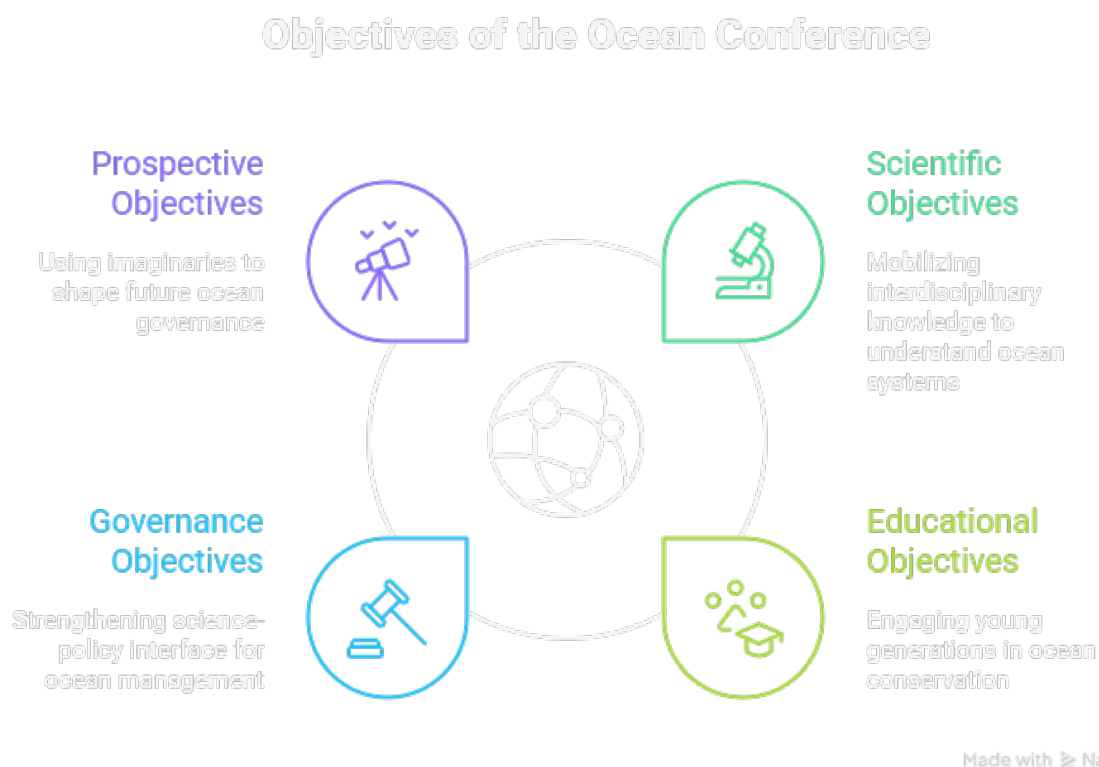 Objectives of the Ocean Conference
Prospective
Objectives
Using imaginaries to
shape future ocean
governance
Scientific
Objectives
Mobilizing
interdisciplinary
knowledge to
understand ocean
systems
Governance
Objectives
Strengthening science-
policy interface for
ocean management
Educational
Objectives
Engaging young
generations in ocean
conservation
Made with Na